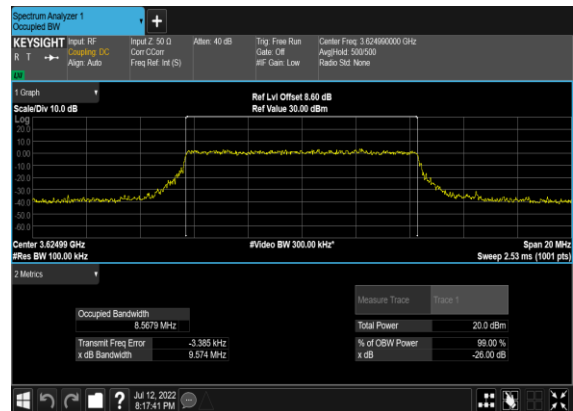 Spectrum Analyzer 1
Occupied BW
KEYSIGHT
R T
LV
Input: RF
Coupling: DC
Align: Auto
Input Z: 50 Ω
Corr CCorr
Freq Ref: Int (S)
Atten: 40 dB
Trig: Free Run
Gate: Off
#IF Gain: Low
Center Freq: 3.624990000 GHz
Avg|Hold: 500/500
Radio Std: None
1 Graph
Scale/Div 10.0 dB
Ref Lvl Offset 8.60 dB
Ref Value 30.00 dBm
Log
20.0
10.0
0.00
-10.0
-20.0
-30.0
-40.0
-50.0
-60.0
Center 3.62499 GHz
#Res BW 100.00 kHz
#Video BW 300.00 kHz*
Span 20 MHz
Sweep 2.53 ms (1001 pts)
2 Metrics
Measure Trace Trace 1
Occupied Bandwidth
8.5679 MHz
Total Power 20.0 dBm
Transmit Freq Error -3.385 kHz
% of OBW Power 99.00 %
x dB Bandwidth 9.574 MHz
x dB -26.00 dB
?
Jul 12, 2022
8:17:41 PM